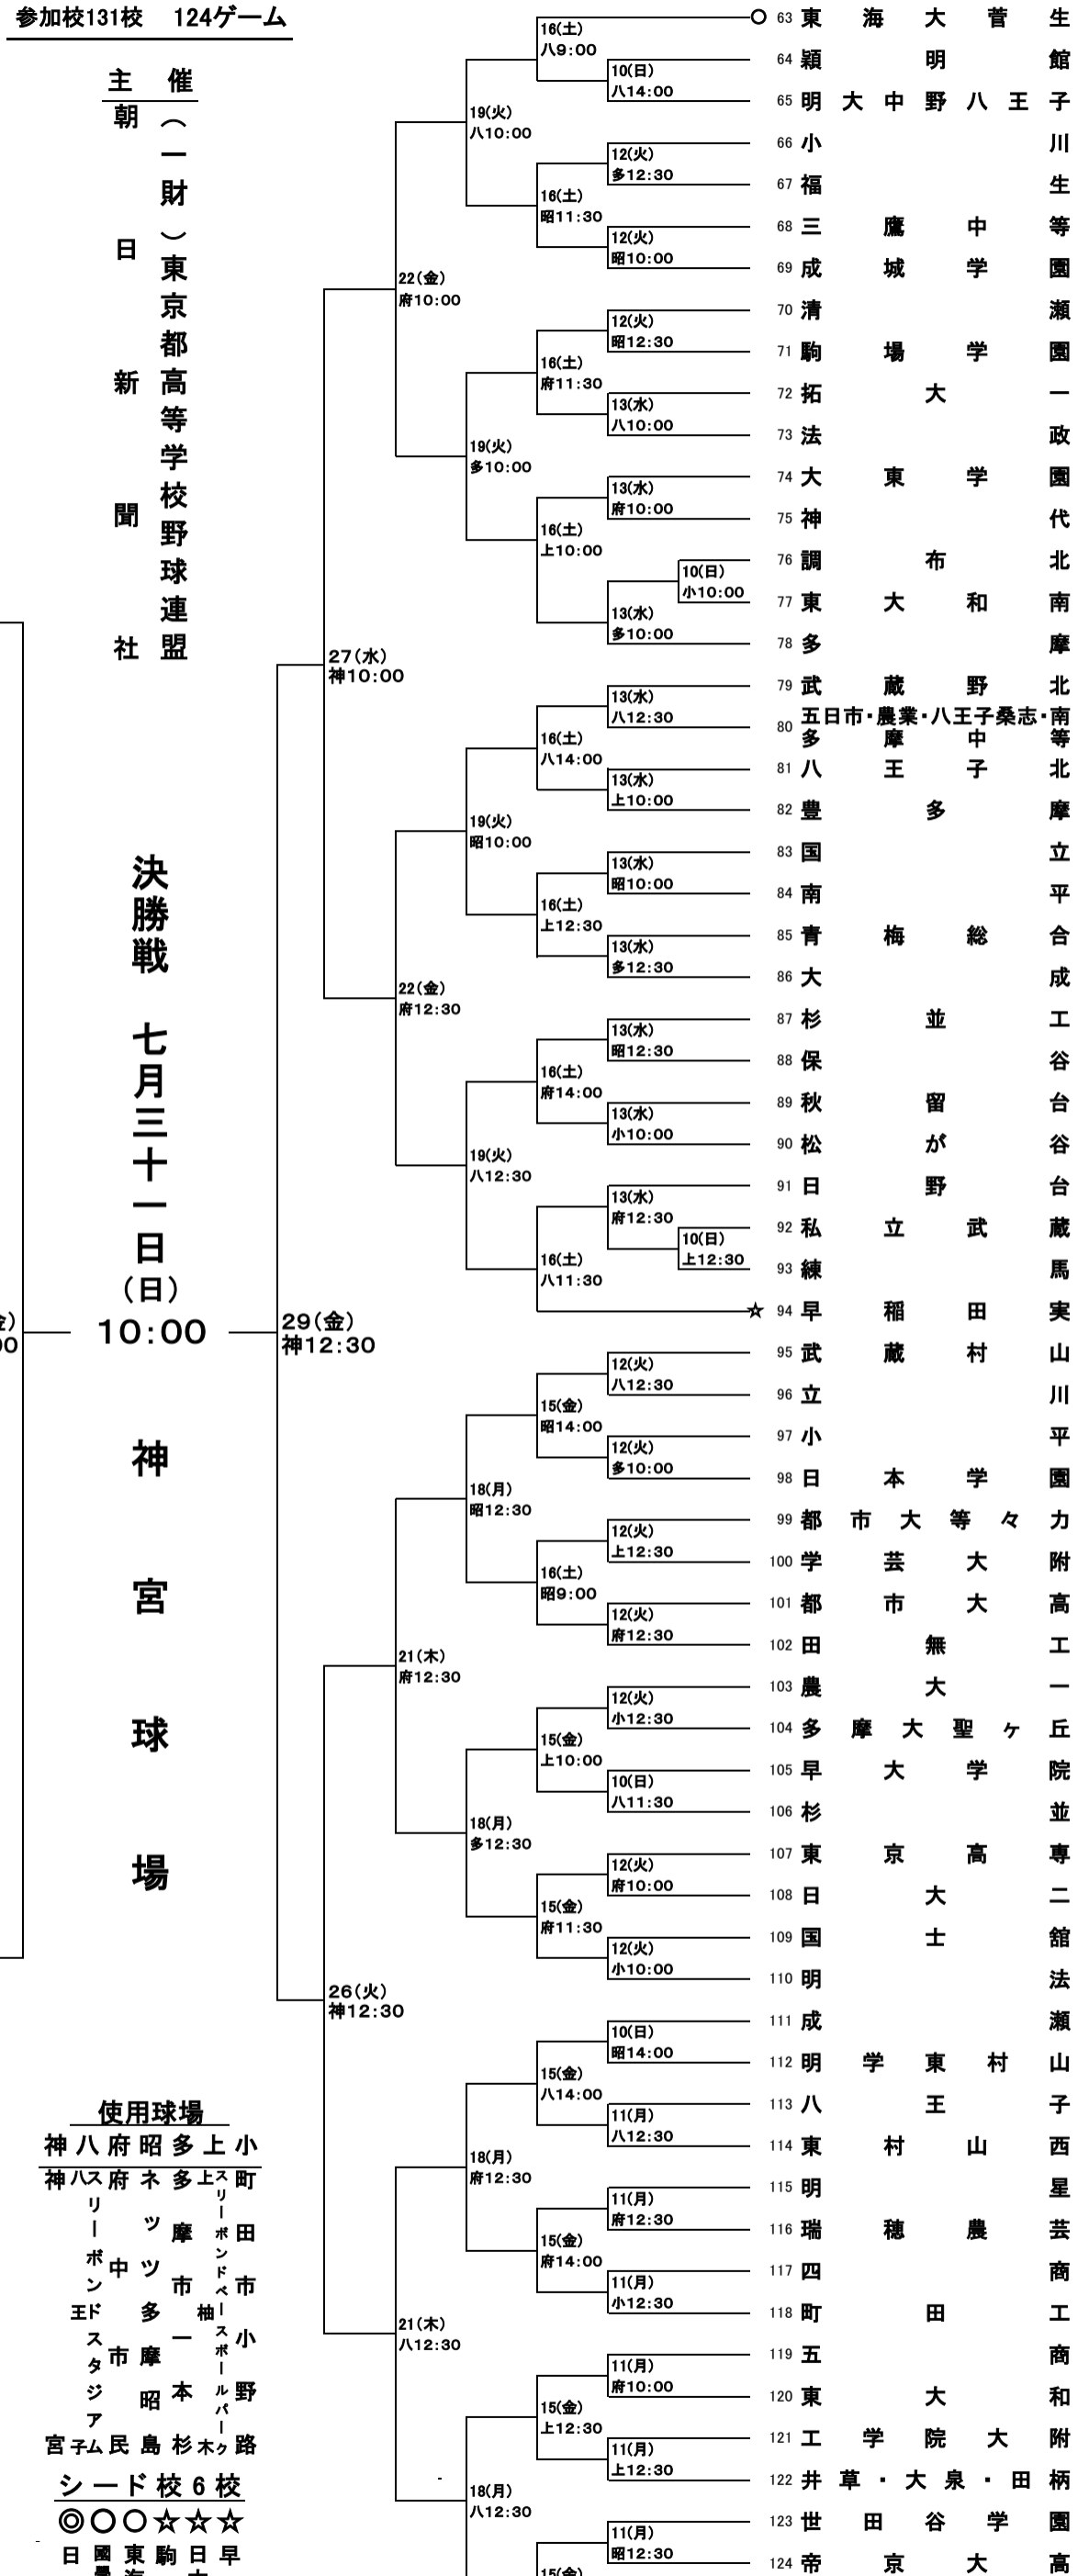 参加校131校 124ゲーム
主催
朝日新聞社
(一財)東京都高等学校野球連盟
決勝戦 七月三十一日(日)
10:00
神宮球場
金)
00
29(金)
神12:30
27(水)
神10:00
26(火)
神12:30
22(金)
府10:00
22(金)
府12:30
21(木)
府12:30
21(木)
八12:30
19(火)
八10:00
19(火)
多10:00
19(火)
昭10:00
19(火)
八12:30
18(月)
昭12:30
18(月)
多12:30
18(月)
府12:30
18(月)
八12:30
16(土)
八9:00
16(土)
昭11:30
16(土)
府11:30
16(土)
上10:00
16(土)
八14:00
16(土)
上12:30
16(土)
府14:00
16(土)
八11:30
15(金)
昭14:00
16(土)
昭9:00
15(金)
上10:00
15(金)
府11:30
15(金)
八14:00
15(金)
府14:00
15(金)
上12:30
15(金)
10(日)
八14:00
12(火)
多12:30
12(火)
昭10:00
12(火)
昭12:30
13(水)
八10:00
13(水)
府10:00
10(日)
小10:00
13(水)
多10:00
13(水)
八12:30
13(水)
上10:00
13(水)
昭10:00
13(水)
多12:30
13(水)
昭12:30
13(水)
小10:00
13(水)
府12:30
10(日)
上12:30
12(火)
八12:30
12(火)
多10:00
12(火)
上12:30
12(火)
府12:30
12(火)
小12:30
10(日)
八11:30
12(火)
府10:00
12(火)
小10:00
10(日)
昭14:00
11(月)
八12:30
11(月)
府12:30
11(月)
小12:30
11(月)
府10:00
11(月)
上12:30
11(月)
昭12:30
○ 63 東海大菅生
64 穎明館
65 明大中野八王子
66 小川
67 福生
68 三鷹中等
69 成城学園
70 清瀬
71 駒場学園
72 拓大一
73 法政
74 大東学園
75 神代
76 調布北
77 東大和南
78 多摩
79 武蔵野北
80 五日市・農業・八王子桑志・南
多摩中等
81 八王子北
82 豊多摩
83 国立
84 南平
85 青梅総合
86 大成
87 杉並工
88 保谷
89 秋留台
90 松が谷
91 日野台
92 私立武蔵
93 練馬
☆ 94 早稲田実
95 武蔵村山
96 立川
97 小平
98 日本学園
99 都市大等々力
100 学芸大附
101 都市大高
102 田無工
103 農大一
104 多摩大聖ヶ丘
105 早大学院
106 杉並
107 東京高専
108 日大二
109 国士舘
110 明法
111 成瀬
112 明学東村山
113 八王子
114 東村山西
115 明星
116 瑞穂農芸
117 四商
118 町田工
119 五商
120 東大和
121 工学院大附
122 井草・大泉・田柄
123 世田谷学園
124 帝京大高
使用球場
神八府昭多上小
神宮
スリーボンドスタジアム八王子
府中市民
ネッツ多摩昭島
多摩市一本杉
上柚木
スリーボンドベースボールパーク
町田市小野路
シード校6校
◎○○☆☆☆
日
國
東海
駒
日大
早